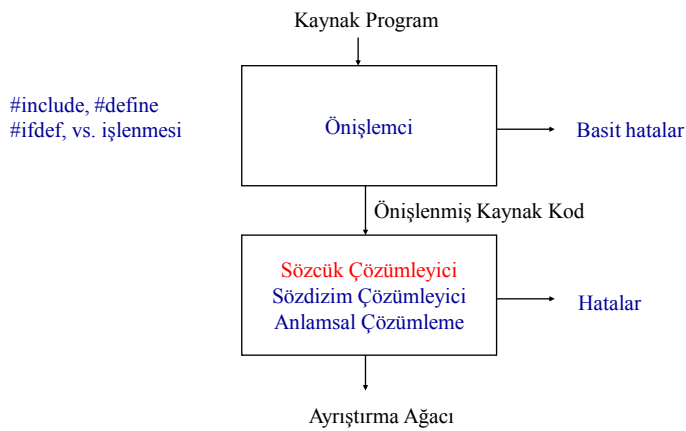 Kaynak Program
#include, #define
#ifdef, vs. işlenmesi
Önişlemci
Basit hatalar
Önişlenmiş Kaynak Kod
Sözcük Çözümleyici
Sözdizim Çözümleyici
Anlamsal Çözümleme
Hatalar
Ayrıştırma Ağacı